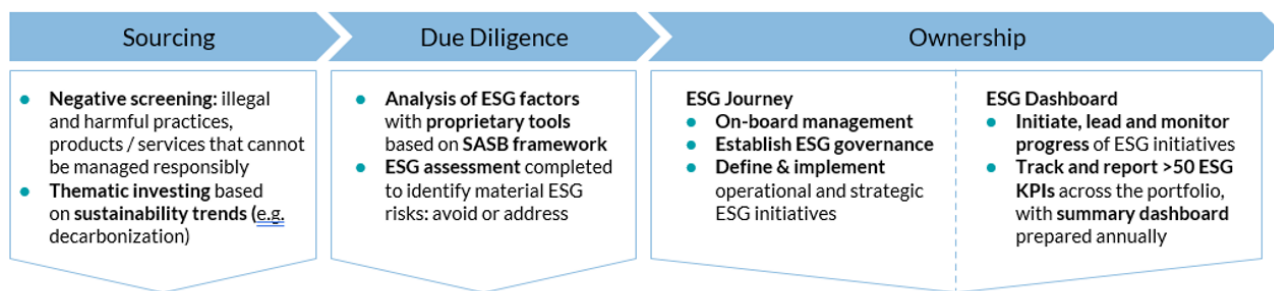 Sourcing
Due Diligence
Ownership
● Negative screening: illegal
and harmful practices,
products / services that cannot
be managed responsibly
● Thematic investing based
on sustainability trends (e.g.
decarbonization)
● Analysis of ESG factors
with proprietary tools
based on SASB framework
● ESG assessment completed
to identify material ESG
risks: avoid or address
ESG Journey
● On-board management
● Establish ESG governance
● Define & implement
operational and strategic
ESG initiatives
ESG Dashboard
● Initiate, lead and monitor
progress of ESG initiatives
● Track and report >50 ESG
KPIs across the portfolio,
with summary dashboard
prepared annually